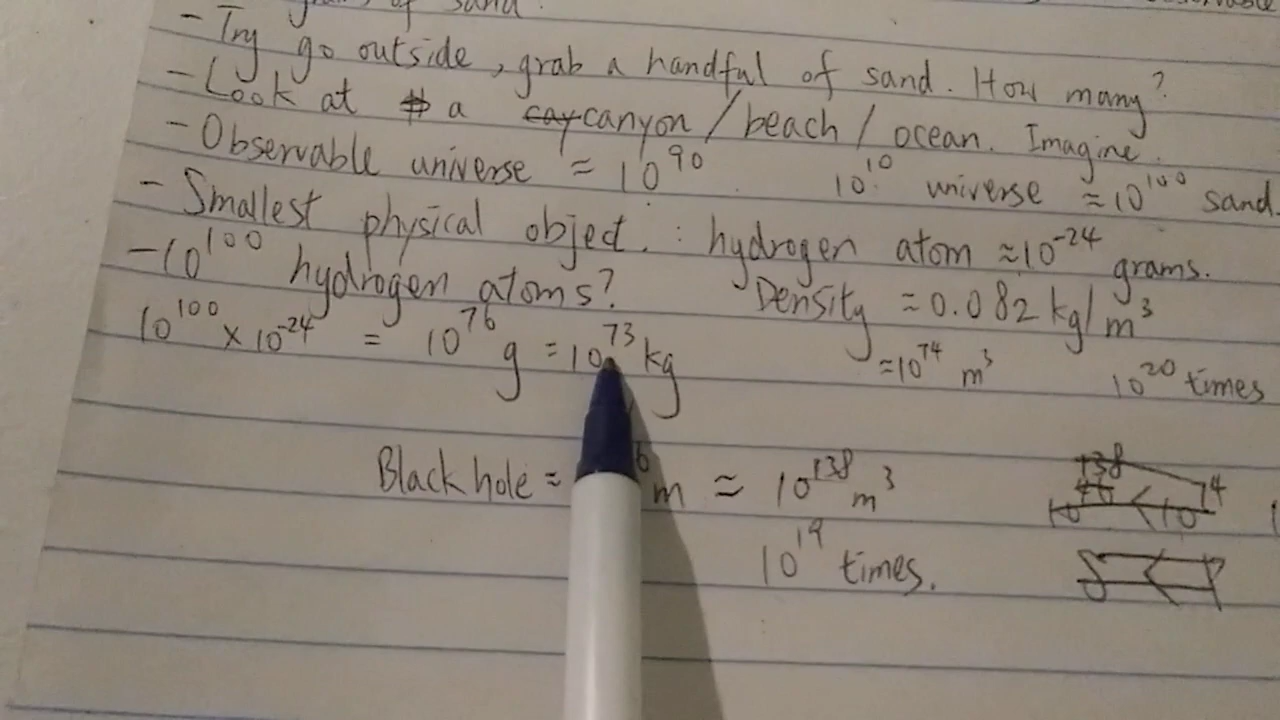 of sand.
- Try go outside, grab a handful of sand. How many?
- Look at a canyon / beach / ocean. Imagine.
- Observable universe ≈ 10^90. 10^10 universe ≈ 10^100 sand.
- Smallest physical object. : hydrogen atom ≈ 10^-24 grams.
- 10^100 hydrogen atoms? Density ≈ 0.082 kg/m^3
10^100 × 10^-24 = 10^76 g = 10^73 kg ≈ 10^74 m^3 10^20 times
Black hole ≈ m ≈ 10^138 m^3
10^19 times.